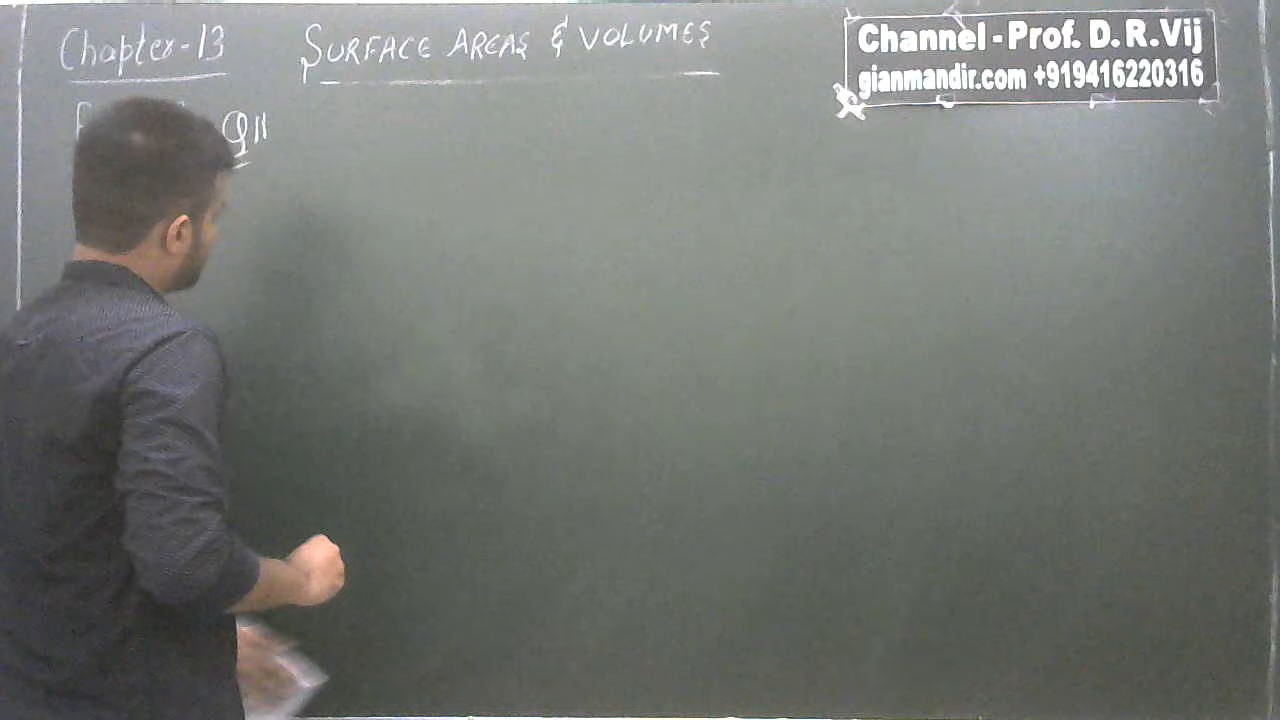 Chapter-13 SURFACE AREAS & VOLUMES
Channel - Prof. D. R. Vij
gianmandir.com +919416220316
Q11